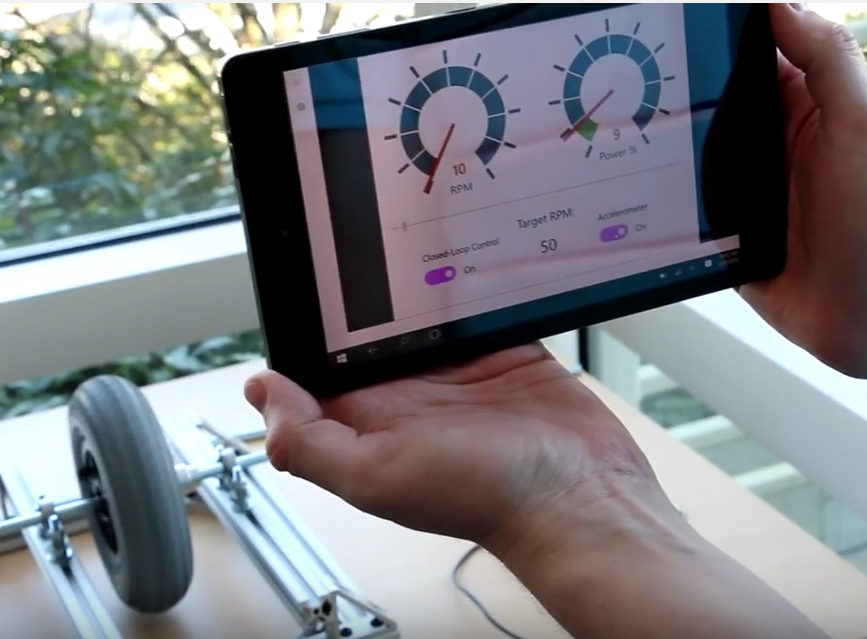 10
RPM
9
Power %
Target RPM:
50
Closed-Loop Control
On
Accelerometer
On